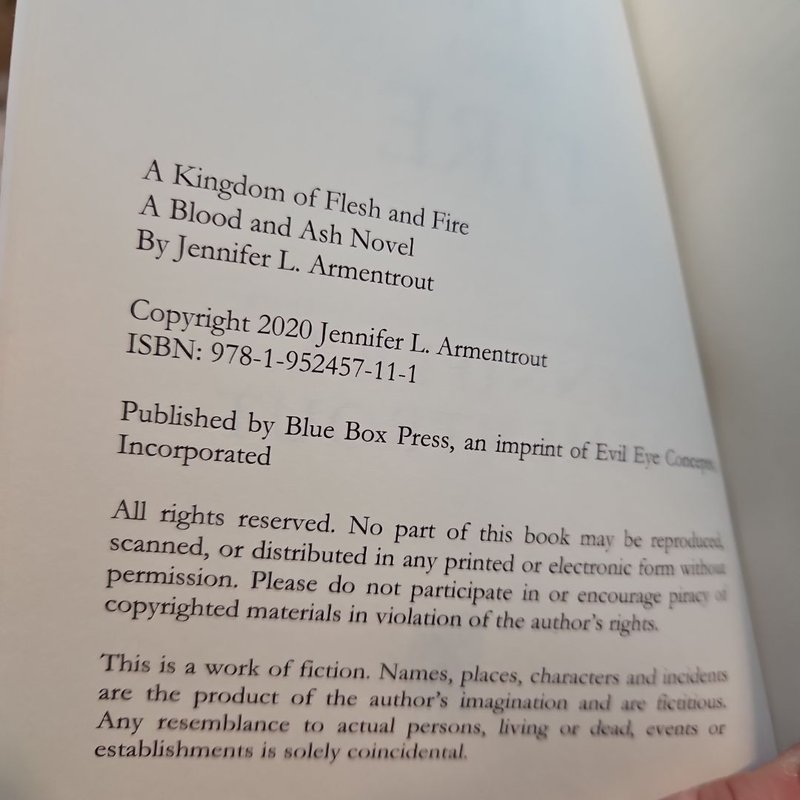 A Kingdom of Flesh and Fire
A Blood and Ash Novel
By Jennifer L. Armentrout
Copyright 2020 Jennifer L. Armentrout
ISBN: 978-1-952457-11-1
Published by Blue Box Press, an imprint of Evil Eye Concepts,
Incorporated
All rights reserved. No part of this book may be reproduced,
scanned, or distributed in any printed or electronic form without
permission. Please do not participate in or encourage piracy of
copyrighted materials in violation of the author's rights.
This is a work of fiction. Names, places, characters and incidents
are the product of the author's imagination and are fictitious.
Any resemblance to actual persons, living or dead, events or
establishments is solely coincidental.